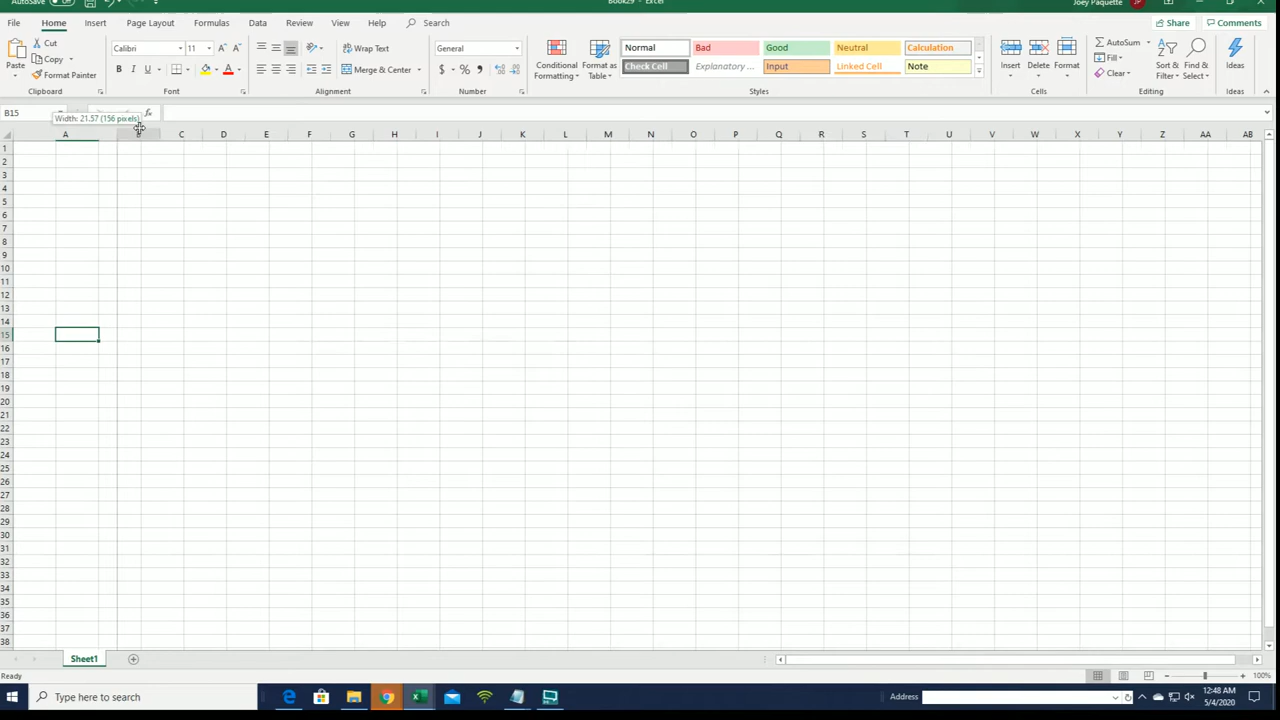 AutoSave
Book29 - Excel
Joey Paquette
JP
File Home Insert Page Layout Formulas Data Review View Help Search
Share Comments
Paste
Cut
Copy
Format Painter
Clipboard
Calibri 11
B I U
Font
Wrap Text
Merge & Center
Alignment
General
$ % ,
Number
Conditional Formatting
Format as Table
Normal Bad Good Neutral Calculation
Check Cell Explanatory ... Input Linked Cell Note
Styles
Insert Delete Format
Cells
AutoSum
Fill
Clear
Sort & Filter
Find & Select
Editing
Ideas
Ideas
B15
fx
Width: 21.57 (156 pixels)
A C D E F G H I J K L M N O P Q R S T U V W X Y Z AA AB
1
2
3
4
5
6
7
8
9
10
11
12
13
14
15
16
17
18
19
20
21
22
23
24
25
26
27
28
29
30
31
32
33
34
35
36
37
38
Sheet1
Ready
100%
Type here to search
Address
12:48 AM
5/4/2020